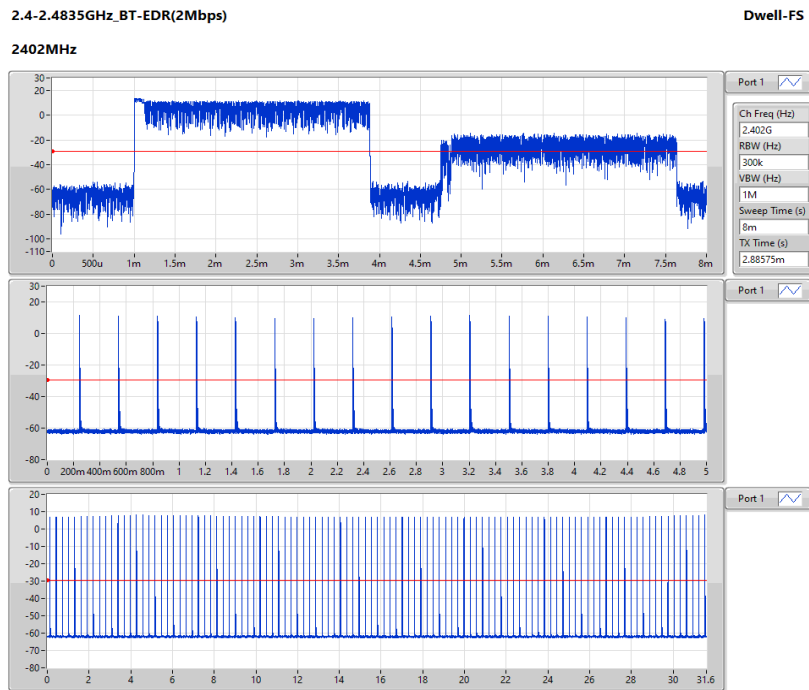 2.4-2.4835GHz_BT-EDR(2Mbps) Dwell-FS
2402MHz
Port 1
30
20
0
-20
-40
-60
-80
-100
-110
0 500u 1m 1.5m 2m 2.5m 3m 3.5m 4m 4.5m 5m 5.5m 6m 6.5m 7m 7.5m 8m
Ch Freq (Hz)
2.402G
RBW (Hz)
300k
VBW (Hz)
1M
Sweep Time (s)
8m
TX Time (s)
2.88575m
Port 1
30
20
0
-20
-40
-60
-80
0 200m 400m 600m 800m 1 1.2 1.4 1.6 1.8 2 2.2 2.4 2.6 2.8 3 3.2 3.4 3.6 3.8 4 4.2 4.4 4.6 4.8 5
Port 1
20
10
0
-10
-20
-30
-40
-50
-60
-70
-80
0 2 4 6 8 10 12 14 16 18 20 22 24 26 28 30 31.6